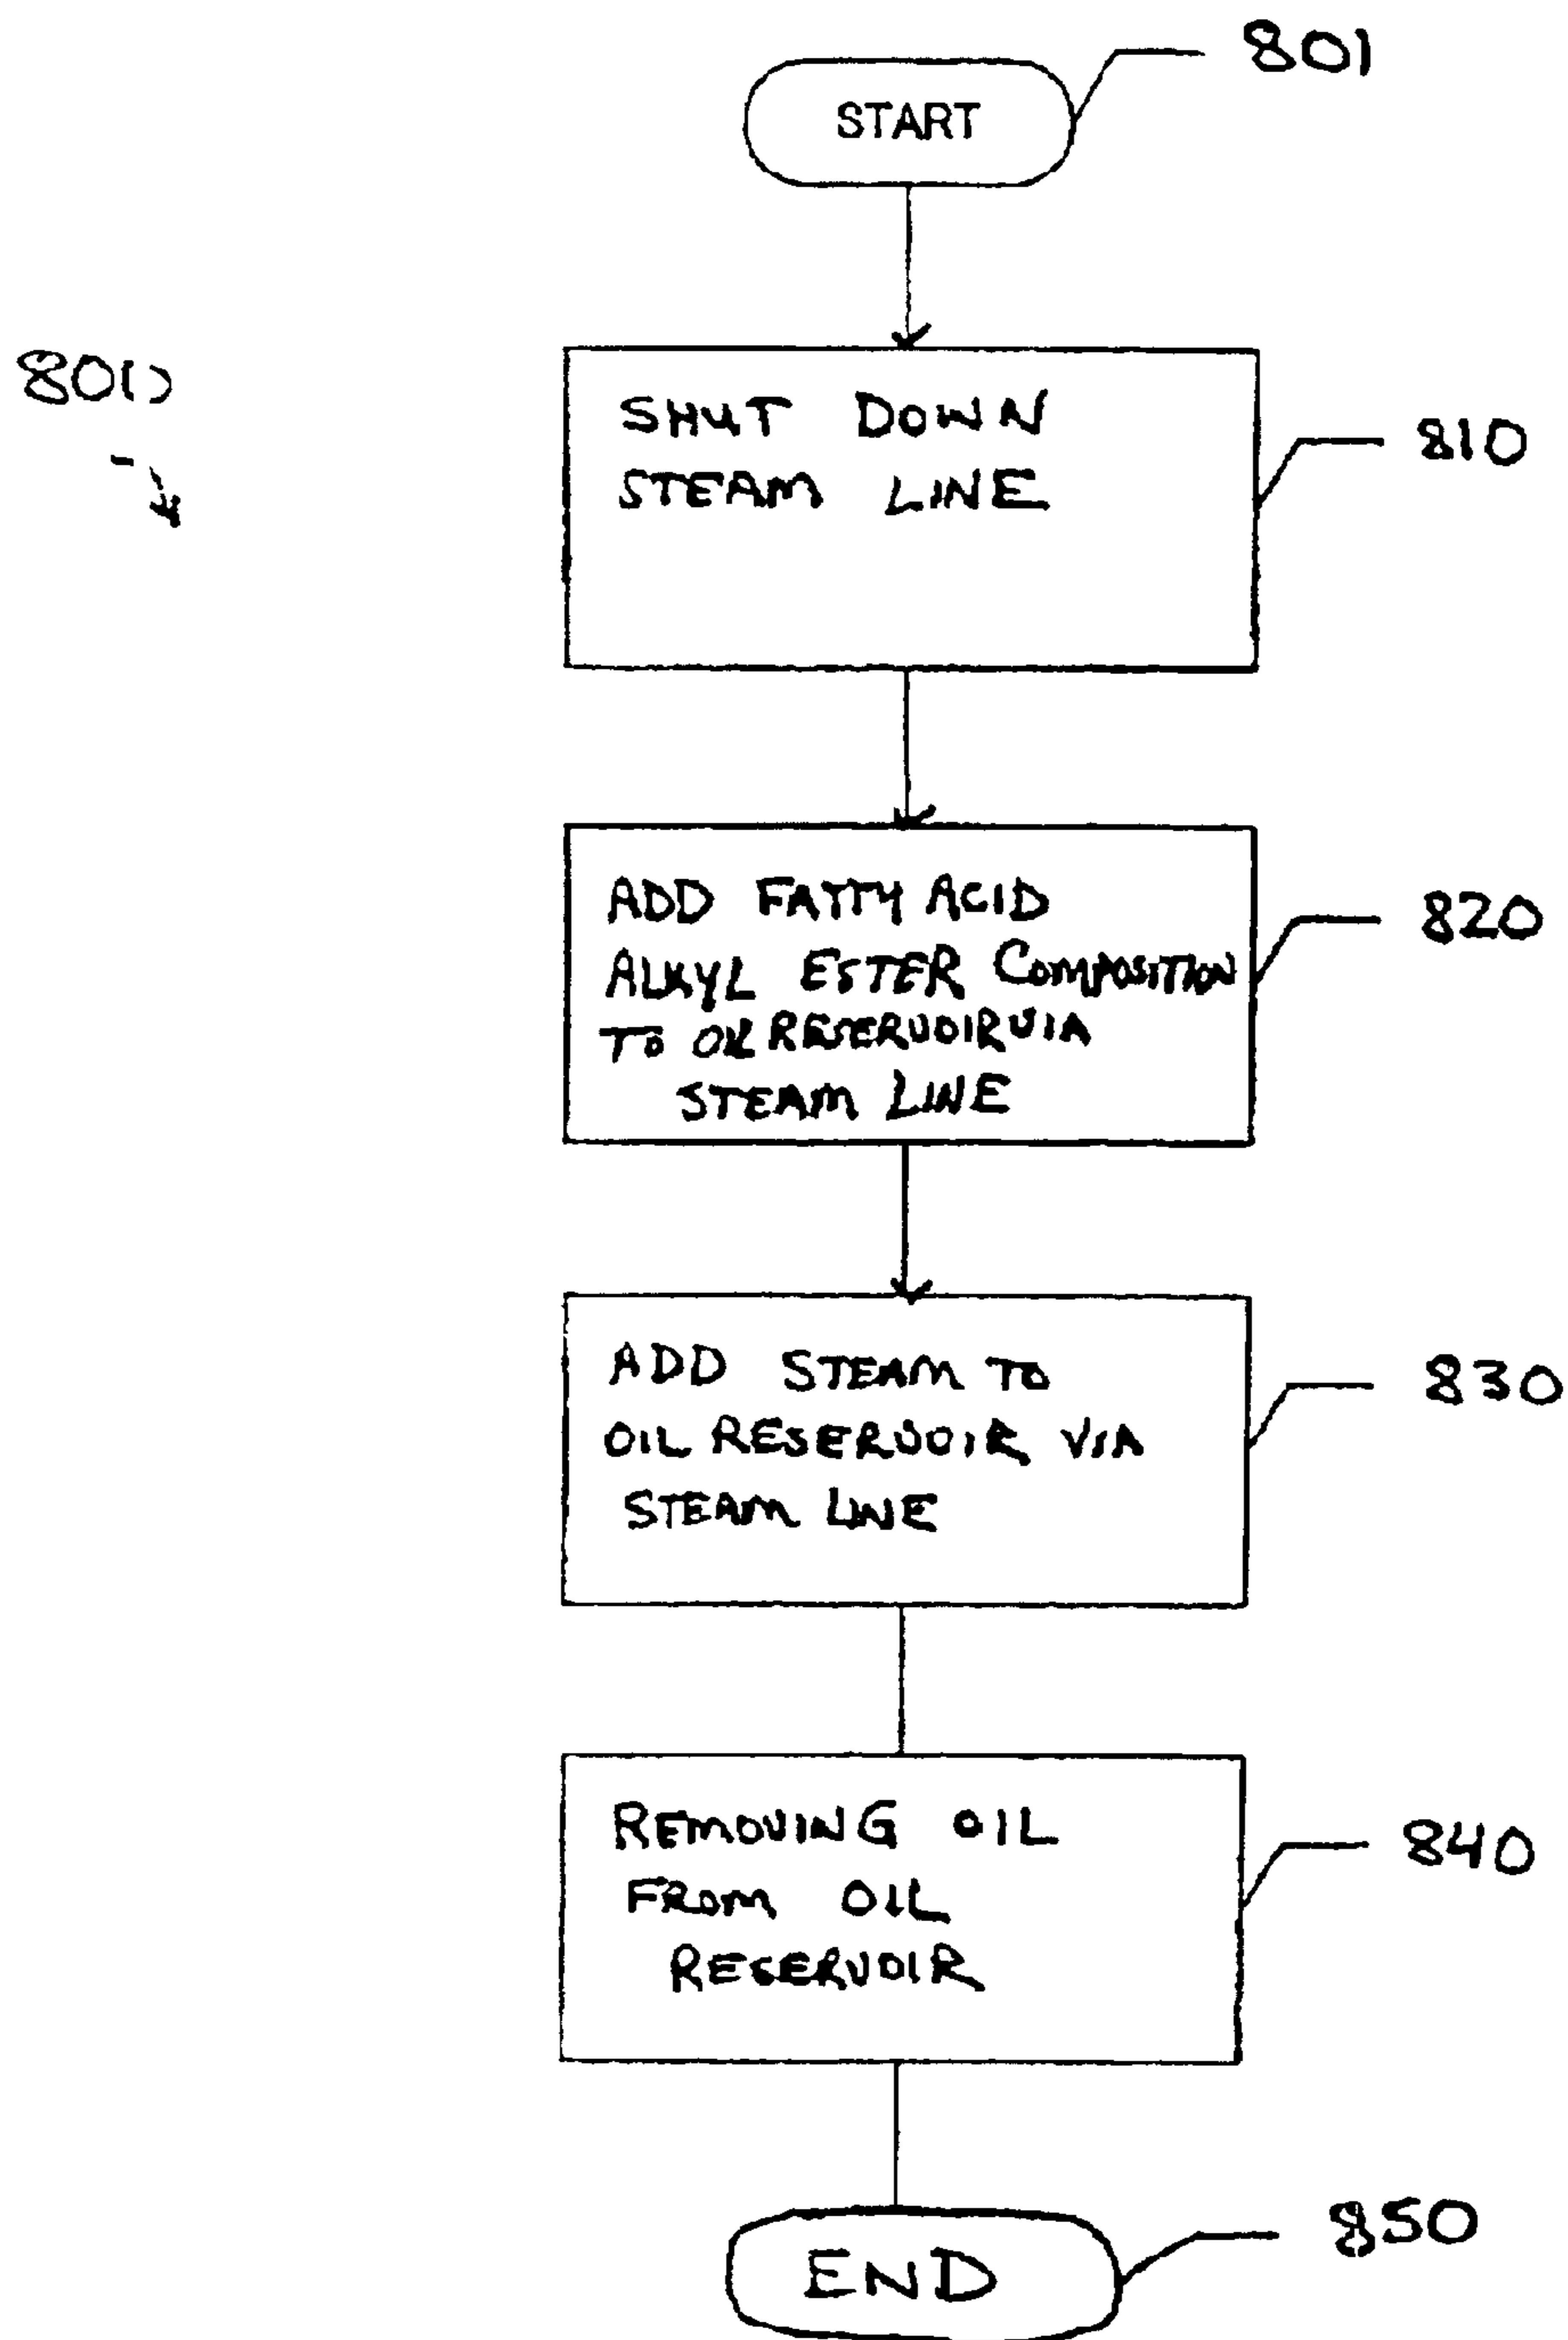 801
START
800
SHUT DOWN
STEAM LINE
810
ADD FATTY ACID
ALKYL ESTER COMPOSITION
TO OIL RESERVOIR VIA
STEAM LINE
820
ADD STEAM TO
OIL RESERVOIR VIA
STEAM LINE
830
REMOVING OIL
FROM OIL
RESERVOIR
840
END
850